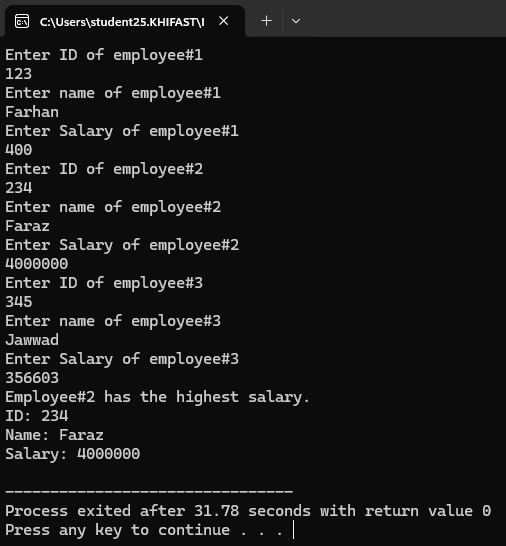 C:\Users\student25.KHIFAST\
Enter ID of employee#1
123
Enter name of employee#1
Farhan
Enter Salary of employee#1
400
Enter ID of employee#2
234
Enter name of employee#2
Faraz
Enter Salary of employee#2
4000000
Enter ID of employee#3
345
Enter name of employee#3
Jawwad
Enter Salary of employee#3
356603
Employee#2 has the highest salary.
ID: 234
Name: Faraz
Salary: 4000000
--------------------------------
Process exited after 31.78 seconds with return value 0
Press any key to continue . . .